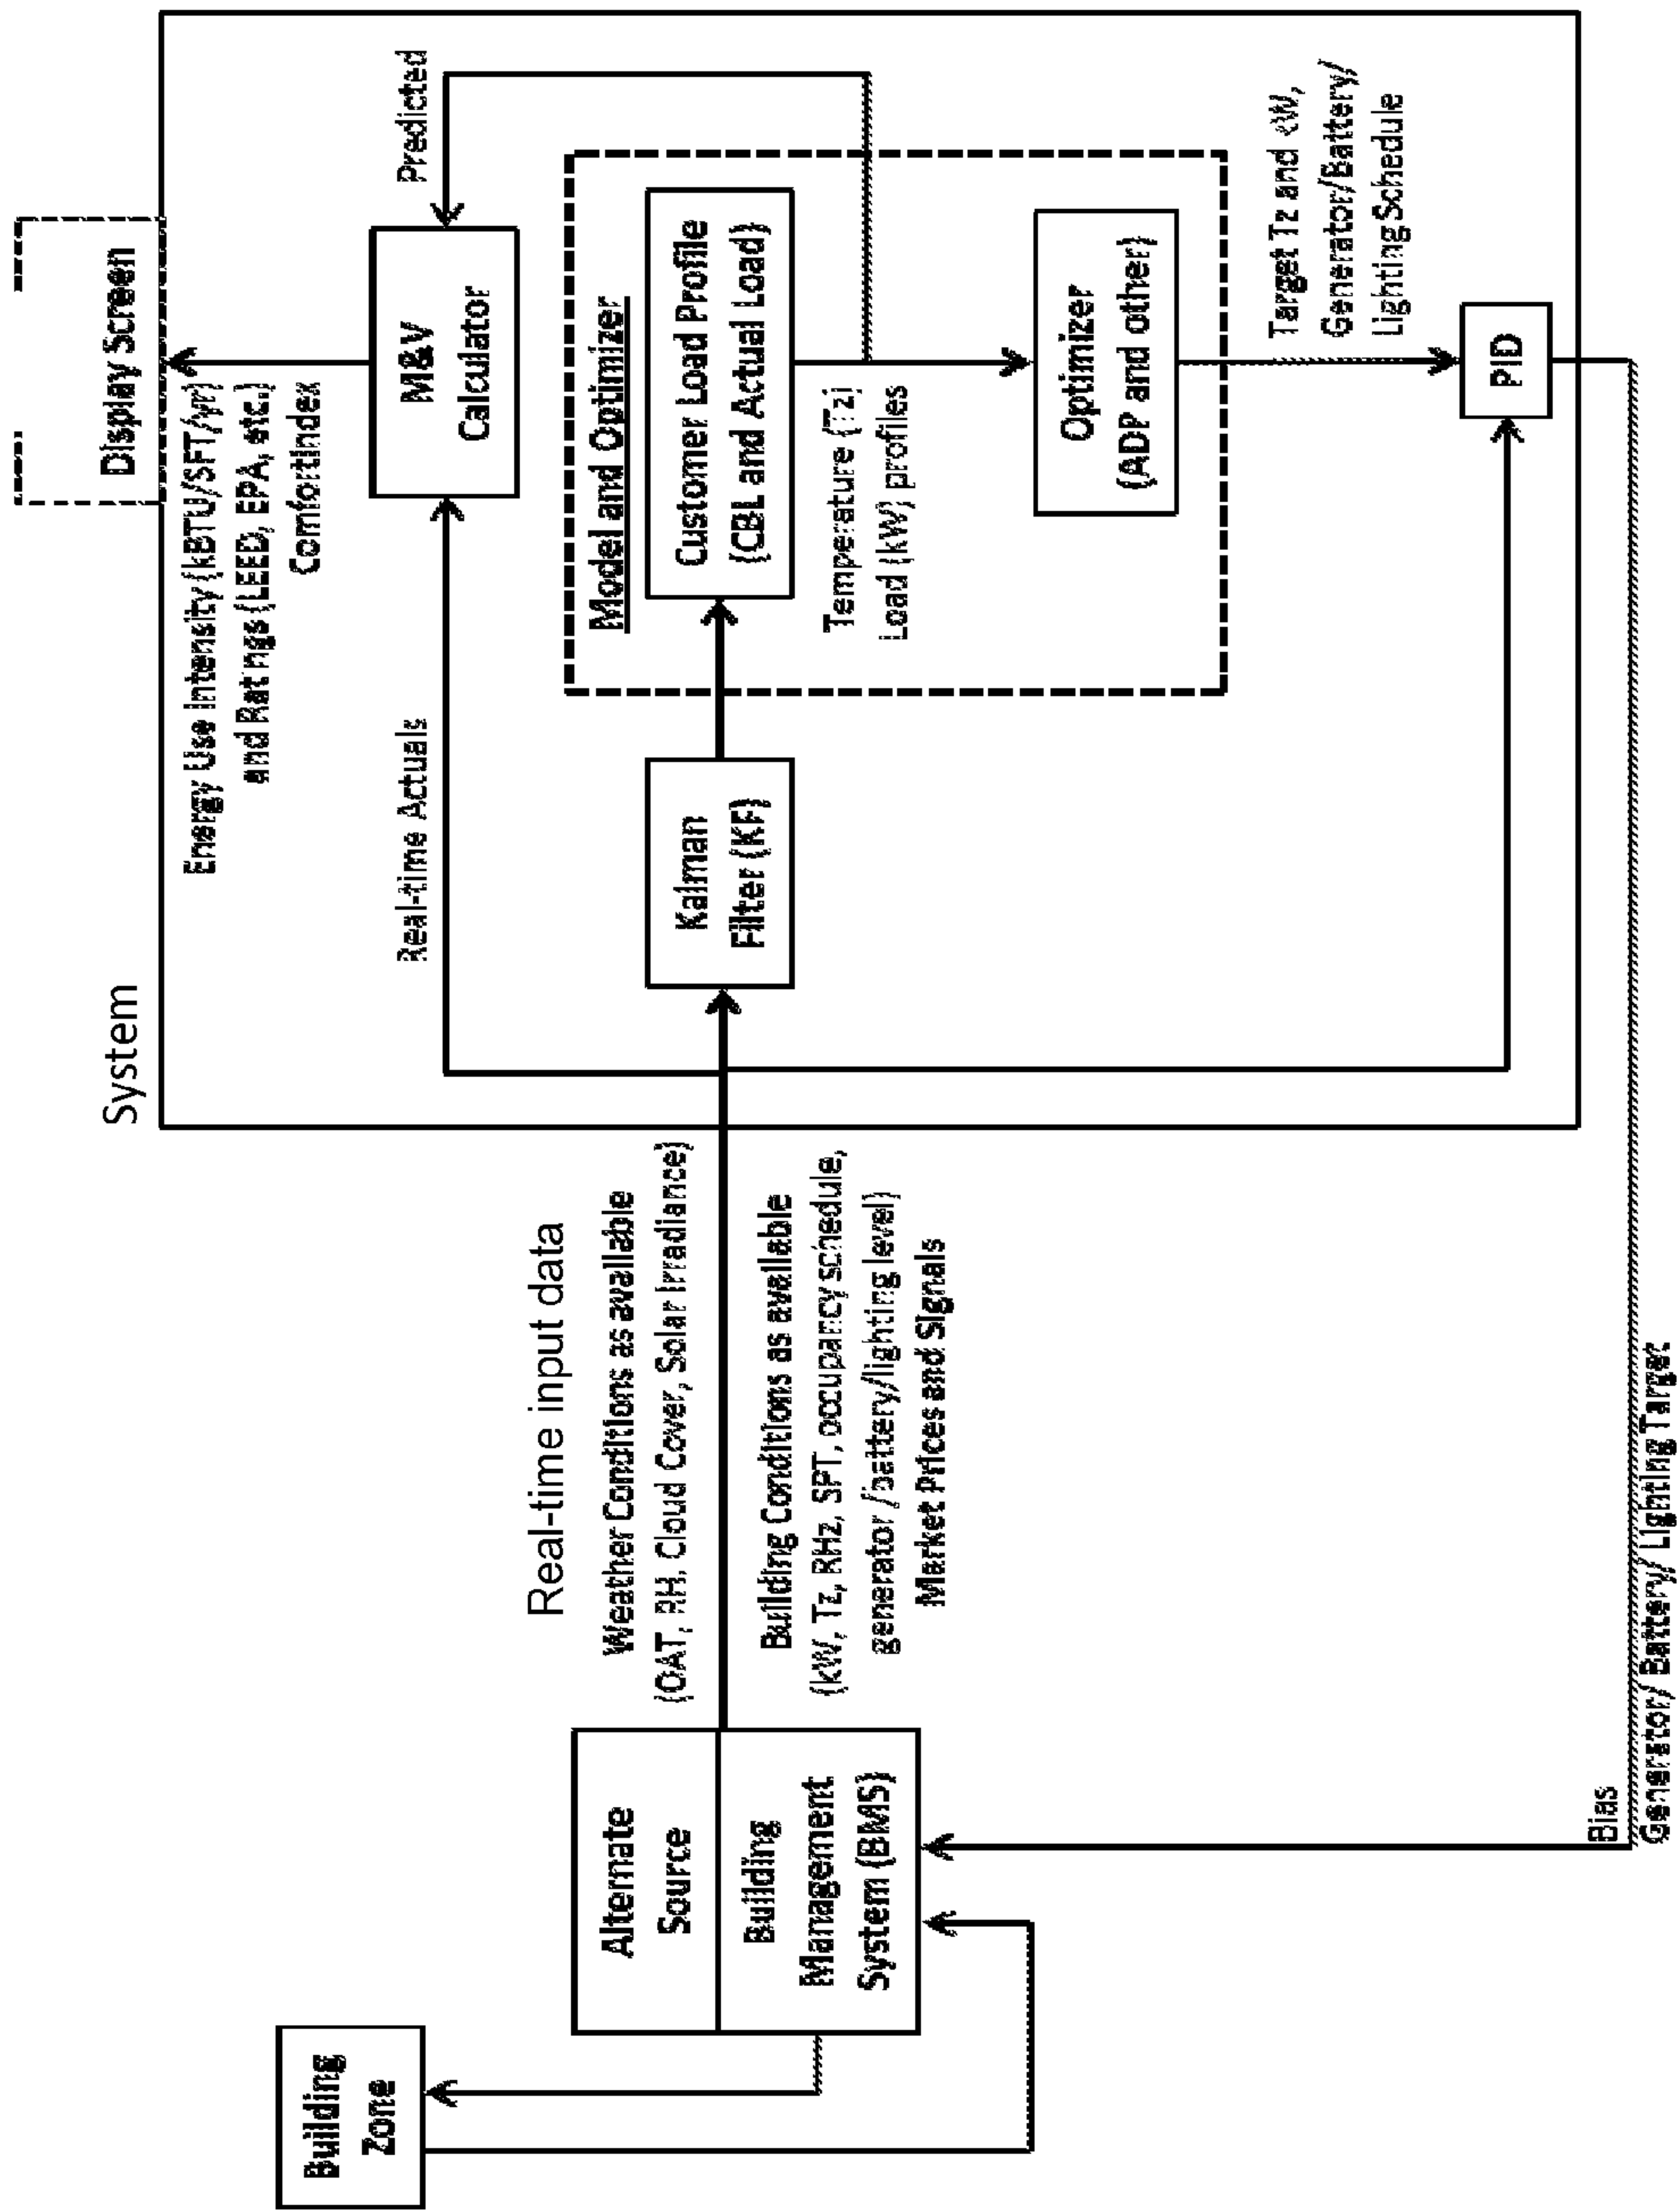 System
Display Screen
Energy Use Intensity (kBTU/SFT/yr)
and Ratings (LEED, EPA, etc.)
Comfort Index
Real-time Actuals
M&V
Calculator
Predicted
Real-time input data
Weather Conditions as available
(OAT, RH, Cloud Cover, Solar Irradiance)
Building Conditions as available
(kW, Tz, RHz, SPT, occupancy schedule,
generator /battery/lighting level)
Market Prices and Signals
Building
Zone
Alternate
Source
Building
Management
System (BMS)
Kalman
Filter (KF)
Model and Optimizer
Customer Load Profile
(CBL and Actual Load)
Temperature (Tz)
Load (kW) profiles
Optimizer
(ADP and other)
Target Tz and kW,
Generator/Battery/
Lighting Schedule
PID
Bias
Generator/ Battery/ Lighting Target